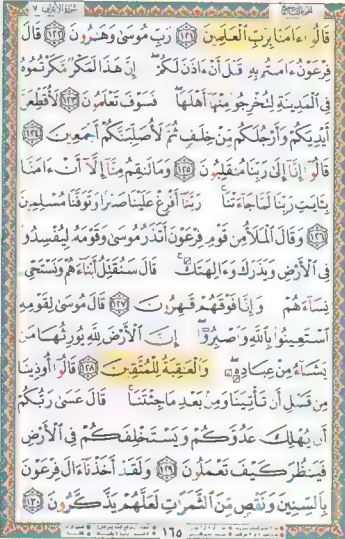 سُورَةُ الأَعْرَافِ ٧
قَالُوٓا۟ ءَامَنَّا بِرَبِّ ٱلْعَٰلَمِينَ ١٢١ رَبِّ مُوسَىٰ وَهَٰرُونَ ١٢٢ قَالَ
فِرْعَوْنُ ءَامَنتُم بِهِۦ قَبْلَ أَنْ ءَاذَنَ لَكُمْ إِنَّ هَٰذَا لَمَكْرٌ مَّكَرْتُمُوهُ
فِى ٱلْمَدِينَةِ لِتُخْرِجُوا۟ مِنْهَآ أَهْلَهَا فَسَوْفَ تَعْلَمُونَ ١٢٣ لَأُقَطِّعَنَّ
أَيْدِيَكُمْ وَأَرْجُلَكُم مِّنْ خِلَٰفٍ ثُمَّ لَأُصَلِّبَنَّكُمْ أَجْمَعِينَ ١٢٤
قَالُوٓا۟ إِنَّآ إِلَىٰ رَبِّنَا مُنقَلِبُونَ ١٢٥ وَمَا تَنقِمُ مِنَّآ إِلَّآ أَنْ ءَامَنَّا
بِـَٔايَٰتِ رَبِّنَا لَمَّا جَآءَتْنَا رَبَّنَآ أَفْرِغْ عَلَيْنَا صَبْرًا وَتَوَفَّنَا مُسْلِمِينَ
١٢٦ وَقَالَ ٱلْمَلَأُ مِن قَوْمِ فِرْعَوْنَ أَتَذَرُ مُوسَىٰ وَقَوْمَهُۥ لِيُفْسِدُوا۟
فِى ٱلْأَرْضِ وَيَذَرَكَ وَءَالِهَتَكَ قَالَ سَنُقَتِّلُ أَبْنَآءَهُمْ وَنَسْتَحْىِۦ
نِسَآءَهُمْ وَإِنَّا فَوْقَهُمْ قَٰهِرُونَ ١٢٧ قَالَ مُوسَىٰ لِقَوْمِهِ
ٱسْتَعِينُوا۟ بِٱللَّهِ وَٱصْبِرُوٓا۟ إِنَّ ٱلْأَرْضَ لِلَّهِ يُورِثُهَا مَن
يَشَآءُ مِنْ عِبَادِهِۦ وَٱلْعَٰقِبَةُ لِلْمُتَّقِينَ ١٢٨ قَالُوٓا۟ أُوذِينَا
مِن قَبْلِ أَن تَأْتِيَنَا وَمِنۢ بَعْدِ مَا جِئْتَنَا قَالَ عَسَىٰ رَبُّكُمْ
أَن يُهْلِكَ عَدُوَّكُمْ وَيَسْتَخْلِفَكُمْ فِى ٱلْأَرْضِ
فَيَنظُرَ كَيْفَ تَعْمَلُونَ ١٢٩ وَلَقَدْ أَخَذْنَآ ءَالَ فِرْعَوْنَ
بِٱلسِّنِينَ وَنَقْصٍ مِّنَ ٱلثَّمَرَٰتِ لَعَلَّهُمْ يَذَّكَّرُونَ ١٣٠
١٦٥